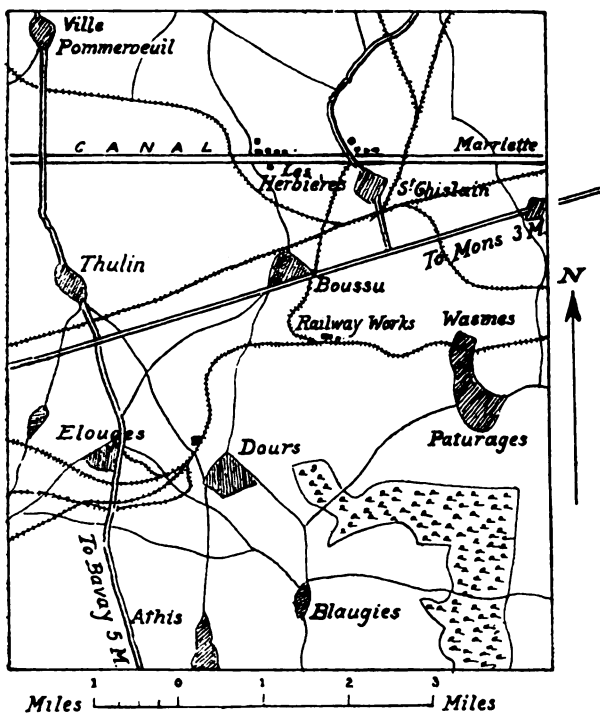 Ville
Pommerveuil
CANAL
Marriette
Les
Herbières
St Ghislain
To Mons 3 M.
Thulin
Boussu
N
Railway Works
Wasmes
Elouges
Dours
Paturages
To Bavay 5 M
Athis
Blaugies
Miles 1 0 1 2 3 Miles